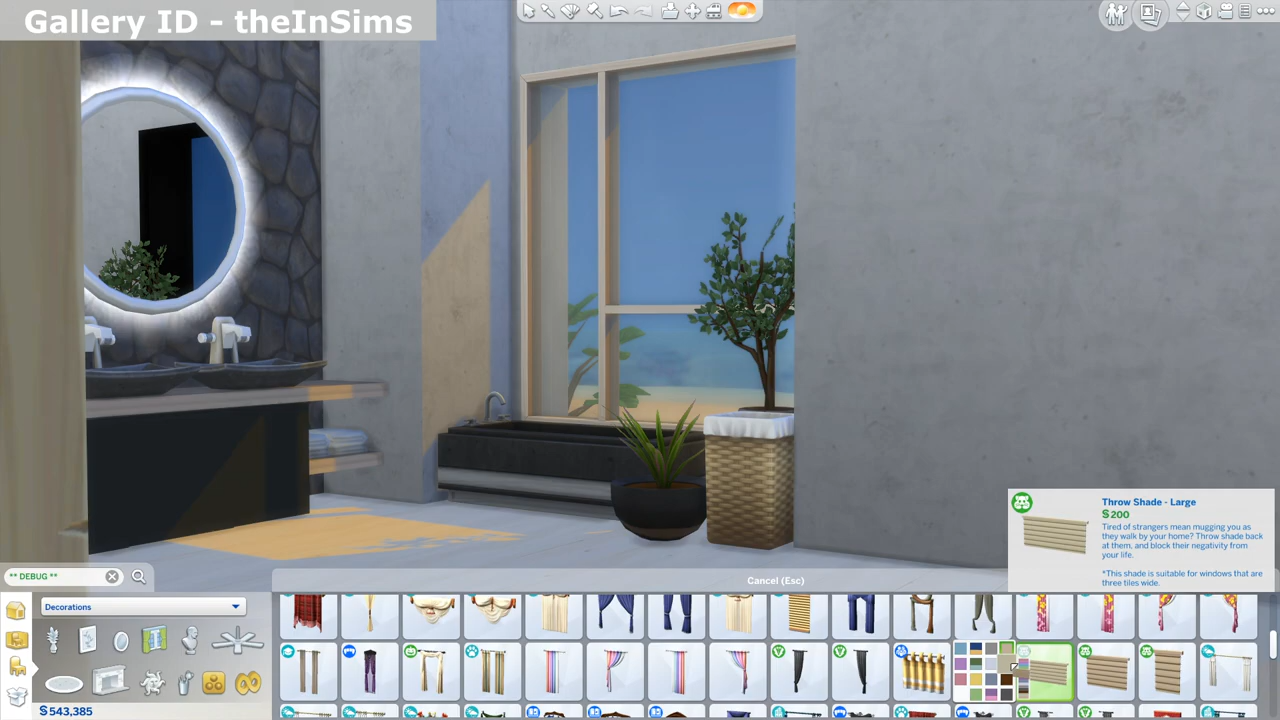 Gallery ID - theInSims
Throw Shade - Large
§200
Tired of strangers mean mugging you as
they walk by your home? Throw shade back
at them, and block their negativity from
your life.
*This shade is suitable for windows that are
three tiles wide.
** DEBUG **
Cancel (Esc)
Decorations
§543,385